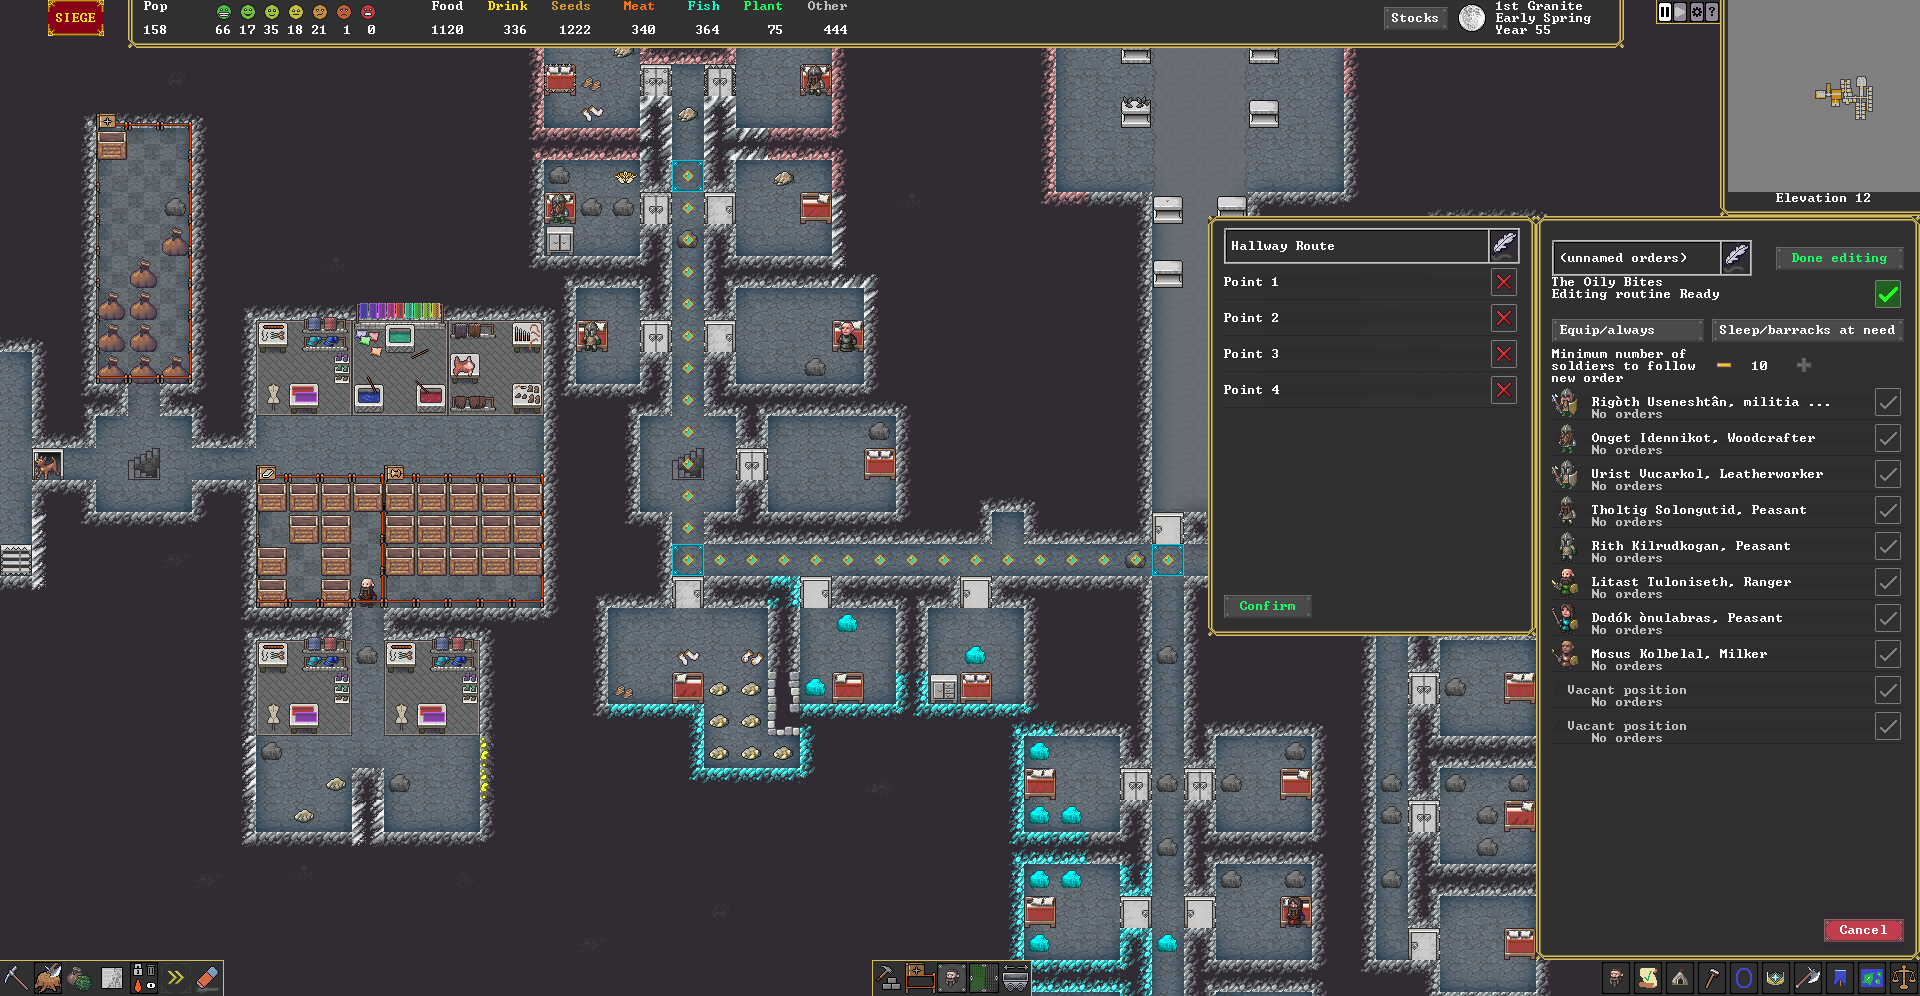 SIEGE
Pop
158
66 17 35 18 21 1 0
Food Drink Seeds Meat Fish Plant Other
1120 336 1222 340 364 75 444
Stocks
1st Granite
Early Spring
Year 55
?
Elevation 12
Hallway Route
Point 1
Point 2
Point 3
Point 4
Confirm
(unnamed orders)
Done editing
The Oily Bites
Editing routine Ready
Equip/always
Sleep/barracks at need
Minimum number of
soldiers to follow
new order
10
Rigòth Useneshtân, militia ...
No orders
Onget Idennikot, Woodcrafter
No orders
Urist Vucarkol, Leatherworker
No orders
Tholtig Solongutid, Peasant
No orders
Rith Kilrudkogan, Peasant
No orders
Litast Tuloniseth, Ranger
No orders
Dodók ònulabras, Peasant
No orders
Mosus Kolbelal, Milker
No orders
Vacant position
No orders
Vacant position
No orders
Cancel